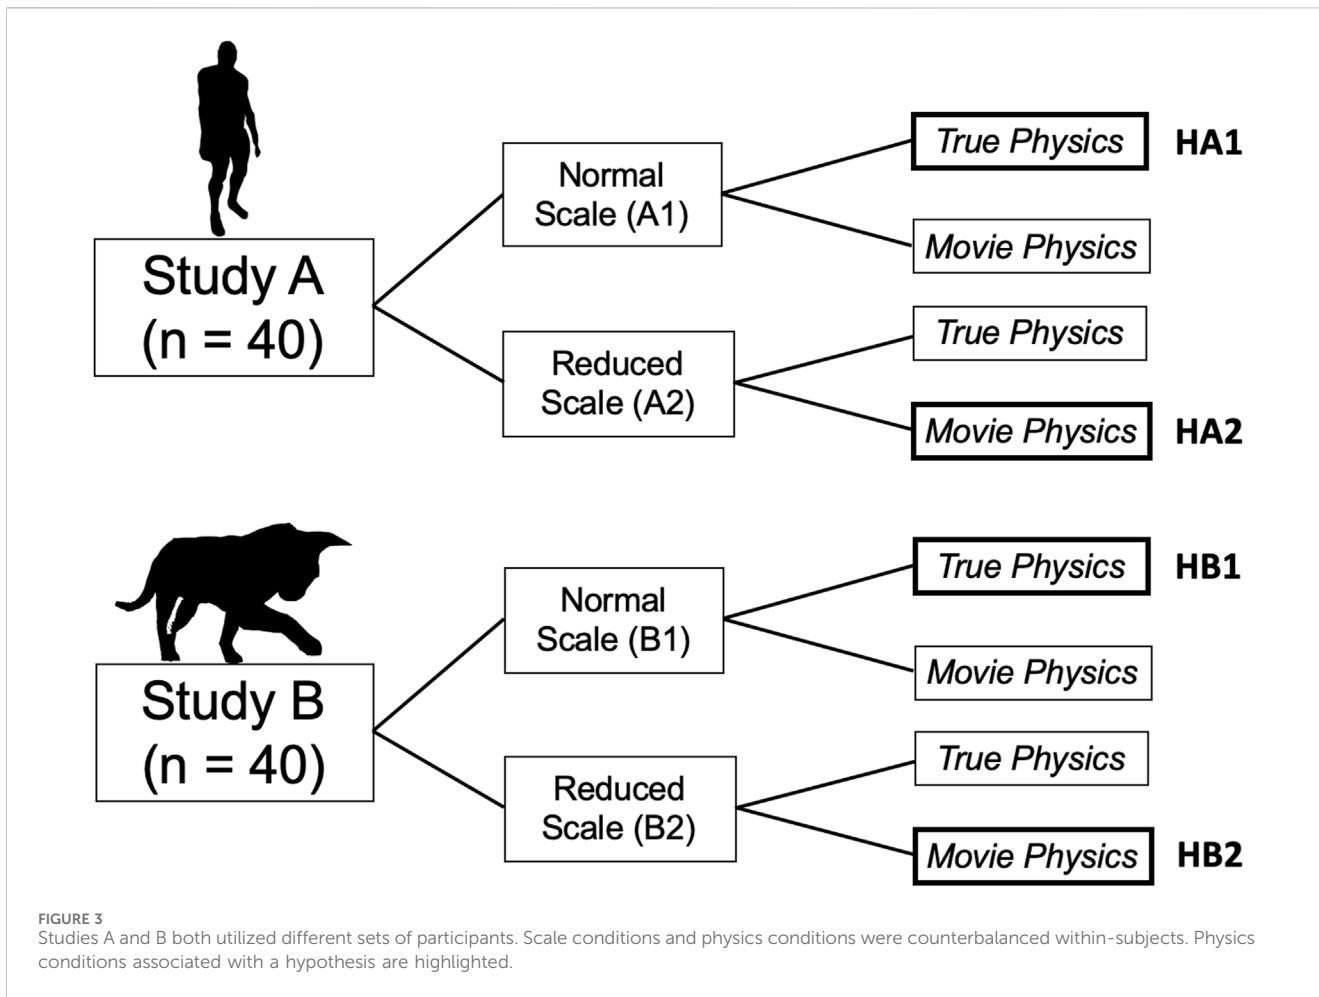 Study A
(n = 40)
Normal
Scale (A1)
True Physics
HA1
Movie Physics
Reduced
Scale (A2)
True Physics
Movie Physics
HA2
Study B
(n = 40)
Normal
Scale (B1)
True Physics
HB1
Movie Physics
Reduced
Scale (B2)
True Physics
Movie Physics
HB2
FIGURE 3
Studies A and B both utilized different sets of participants. Scale conditions and physics conditions were counterbalanced within-subjects. Physics
conditions associated with a hypothesis are highlighted.